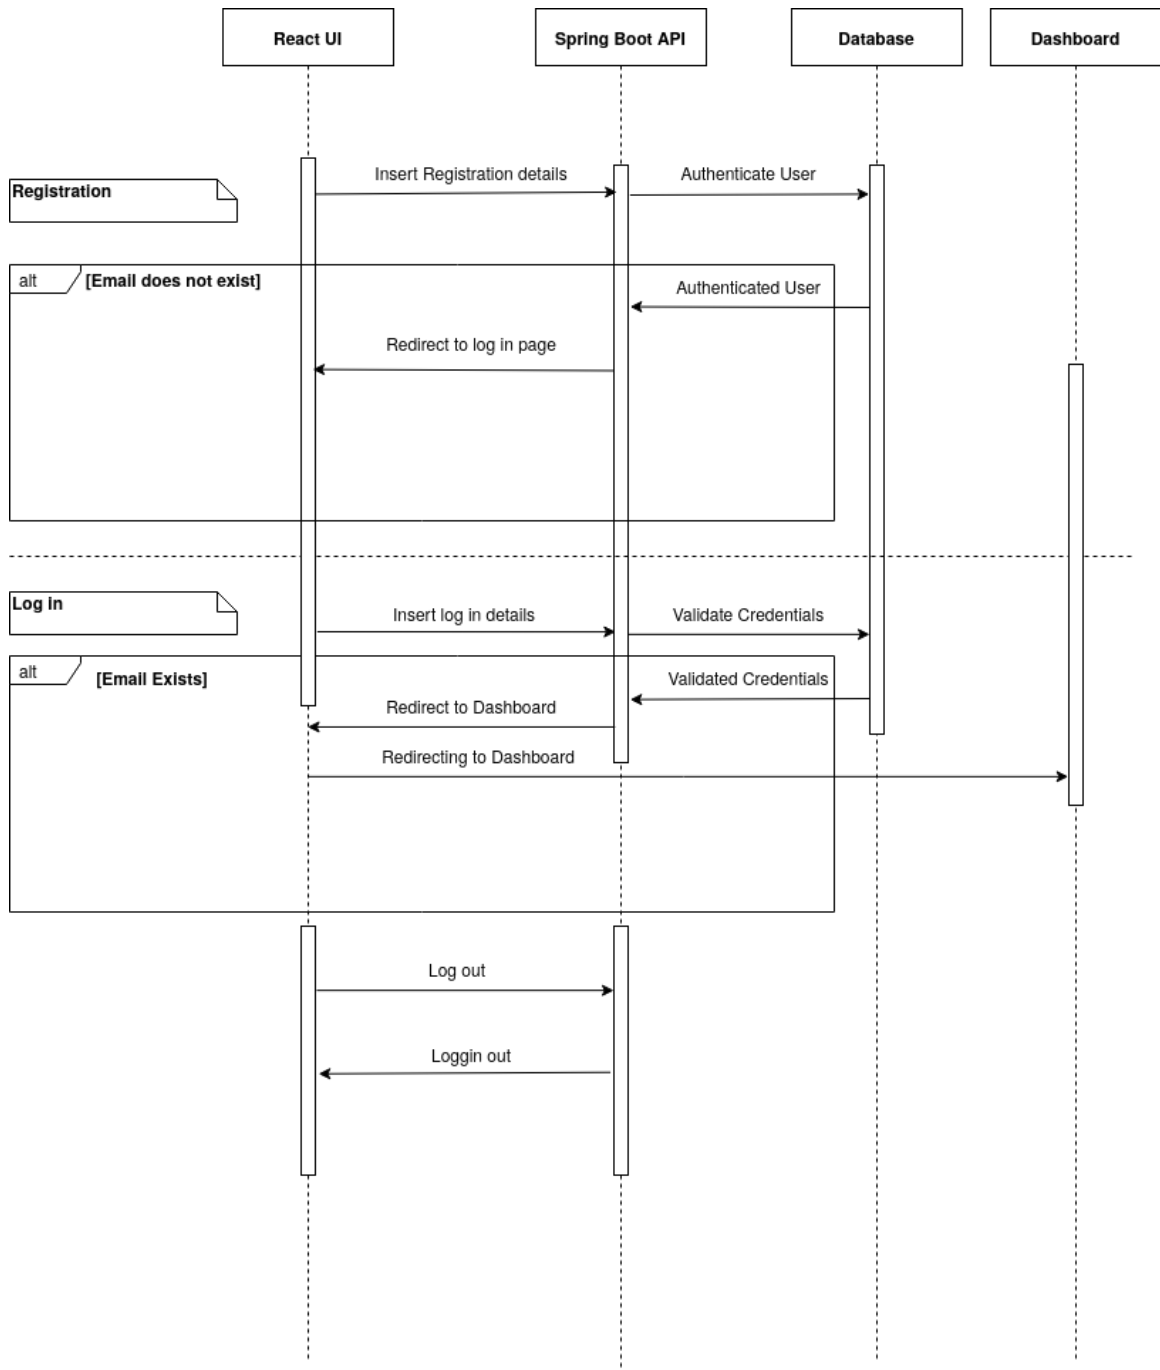 React UI
Spring Boot API
Database
Dashboard
Registration
Insert Registration details
Authenticate User
alt
[Email does not exist]
Authenticated User
Redirect to log in page
Log in
Insert log in details
Validate Credentials
alt
[Email Exists]
Validated Credentials
Redirect to Dashboard
Redirecting to Dashboard
Log out
Loggin out